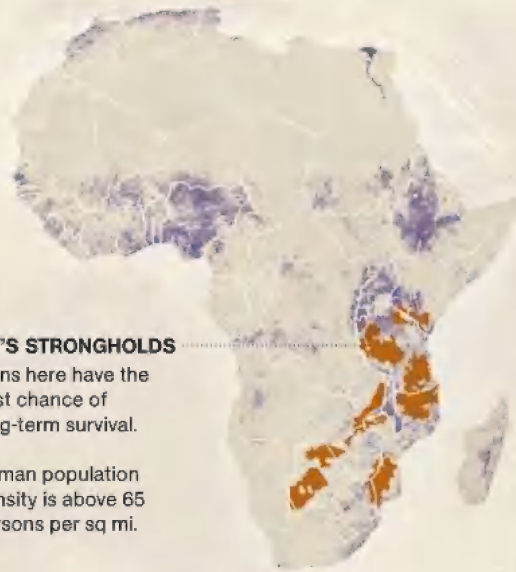 'S STRONGHOLDS
ns here have the
st chance of
g-term survival.
man population
nsity is above 65
rsons per sq mi.